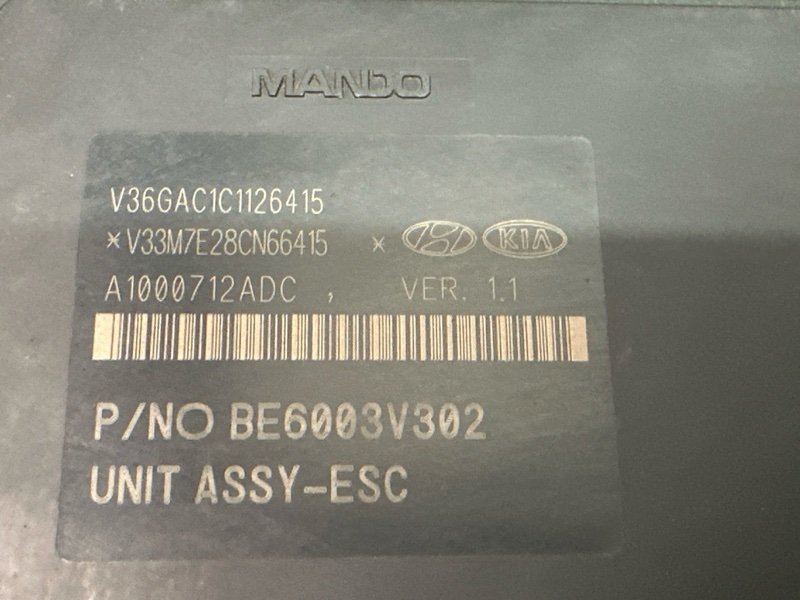 MANDO
V36GAC1C1126415
*V33M7E28CN66415 * KIA
A1000712ADC , VER. 1.1
P/NO BE6003V302
UNIT ASSY-ESC